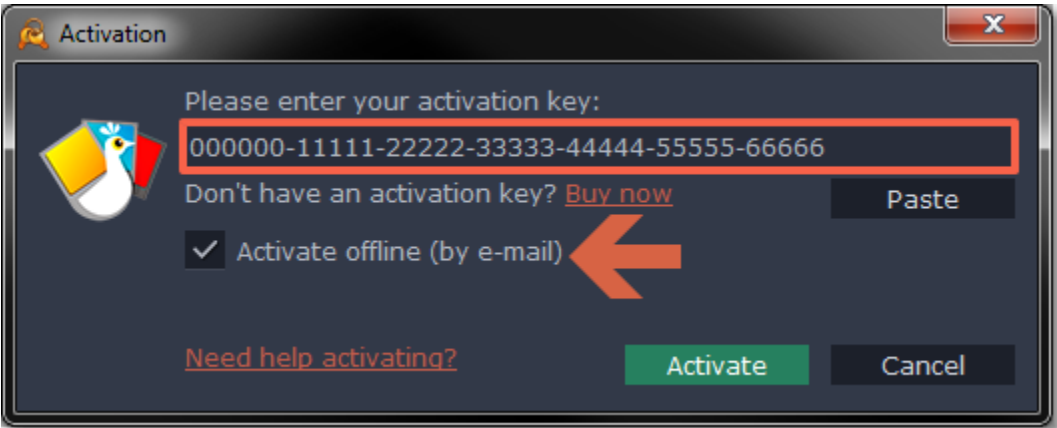 Activation
Please enter your activation key:
000000-11111-22222-33333-44444-55555-66666
Don't have an activation key? Buy now
Paste
Activate offline (by e-mail)
Need help activating?
Activate
Cancel